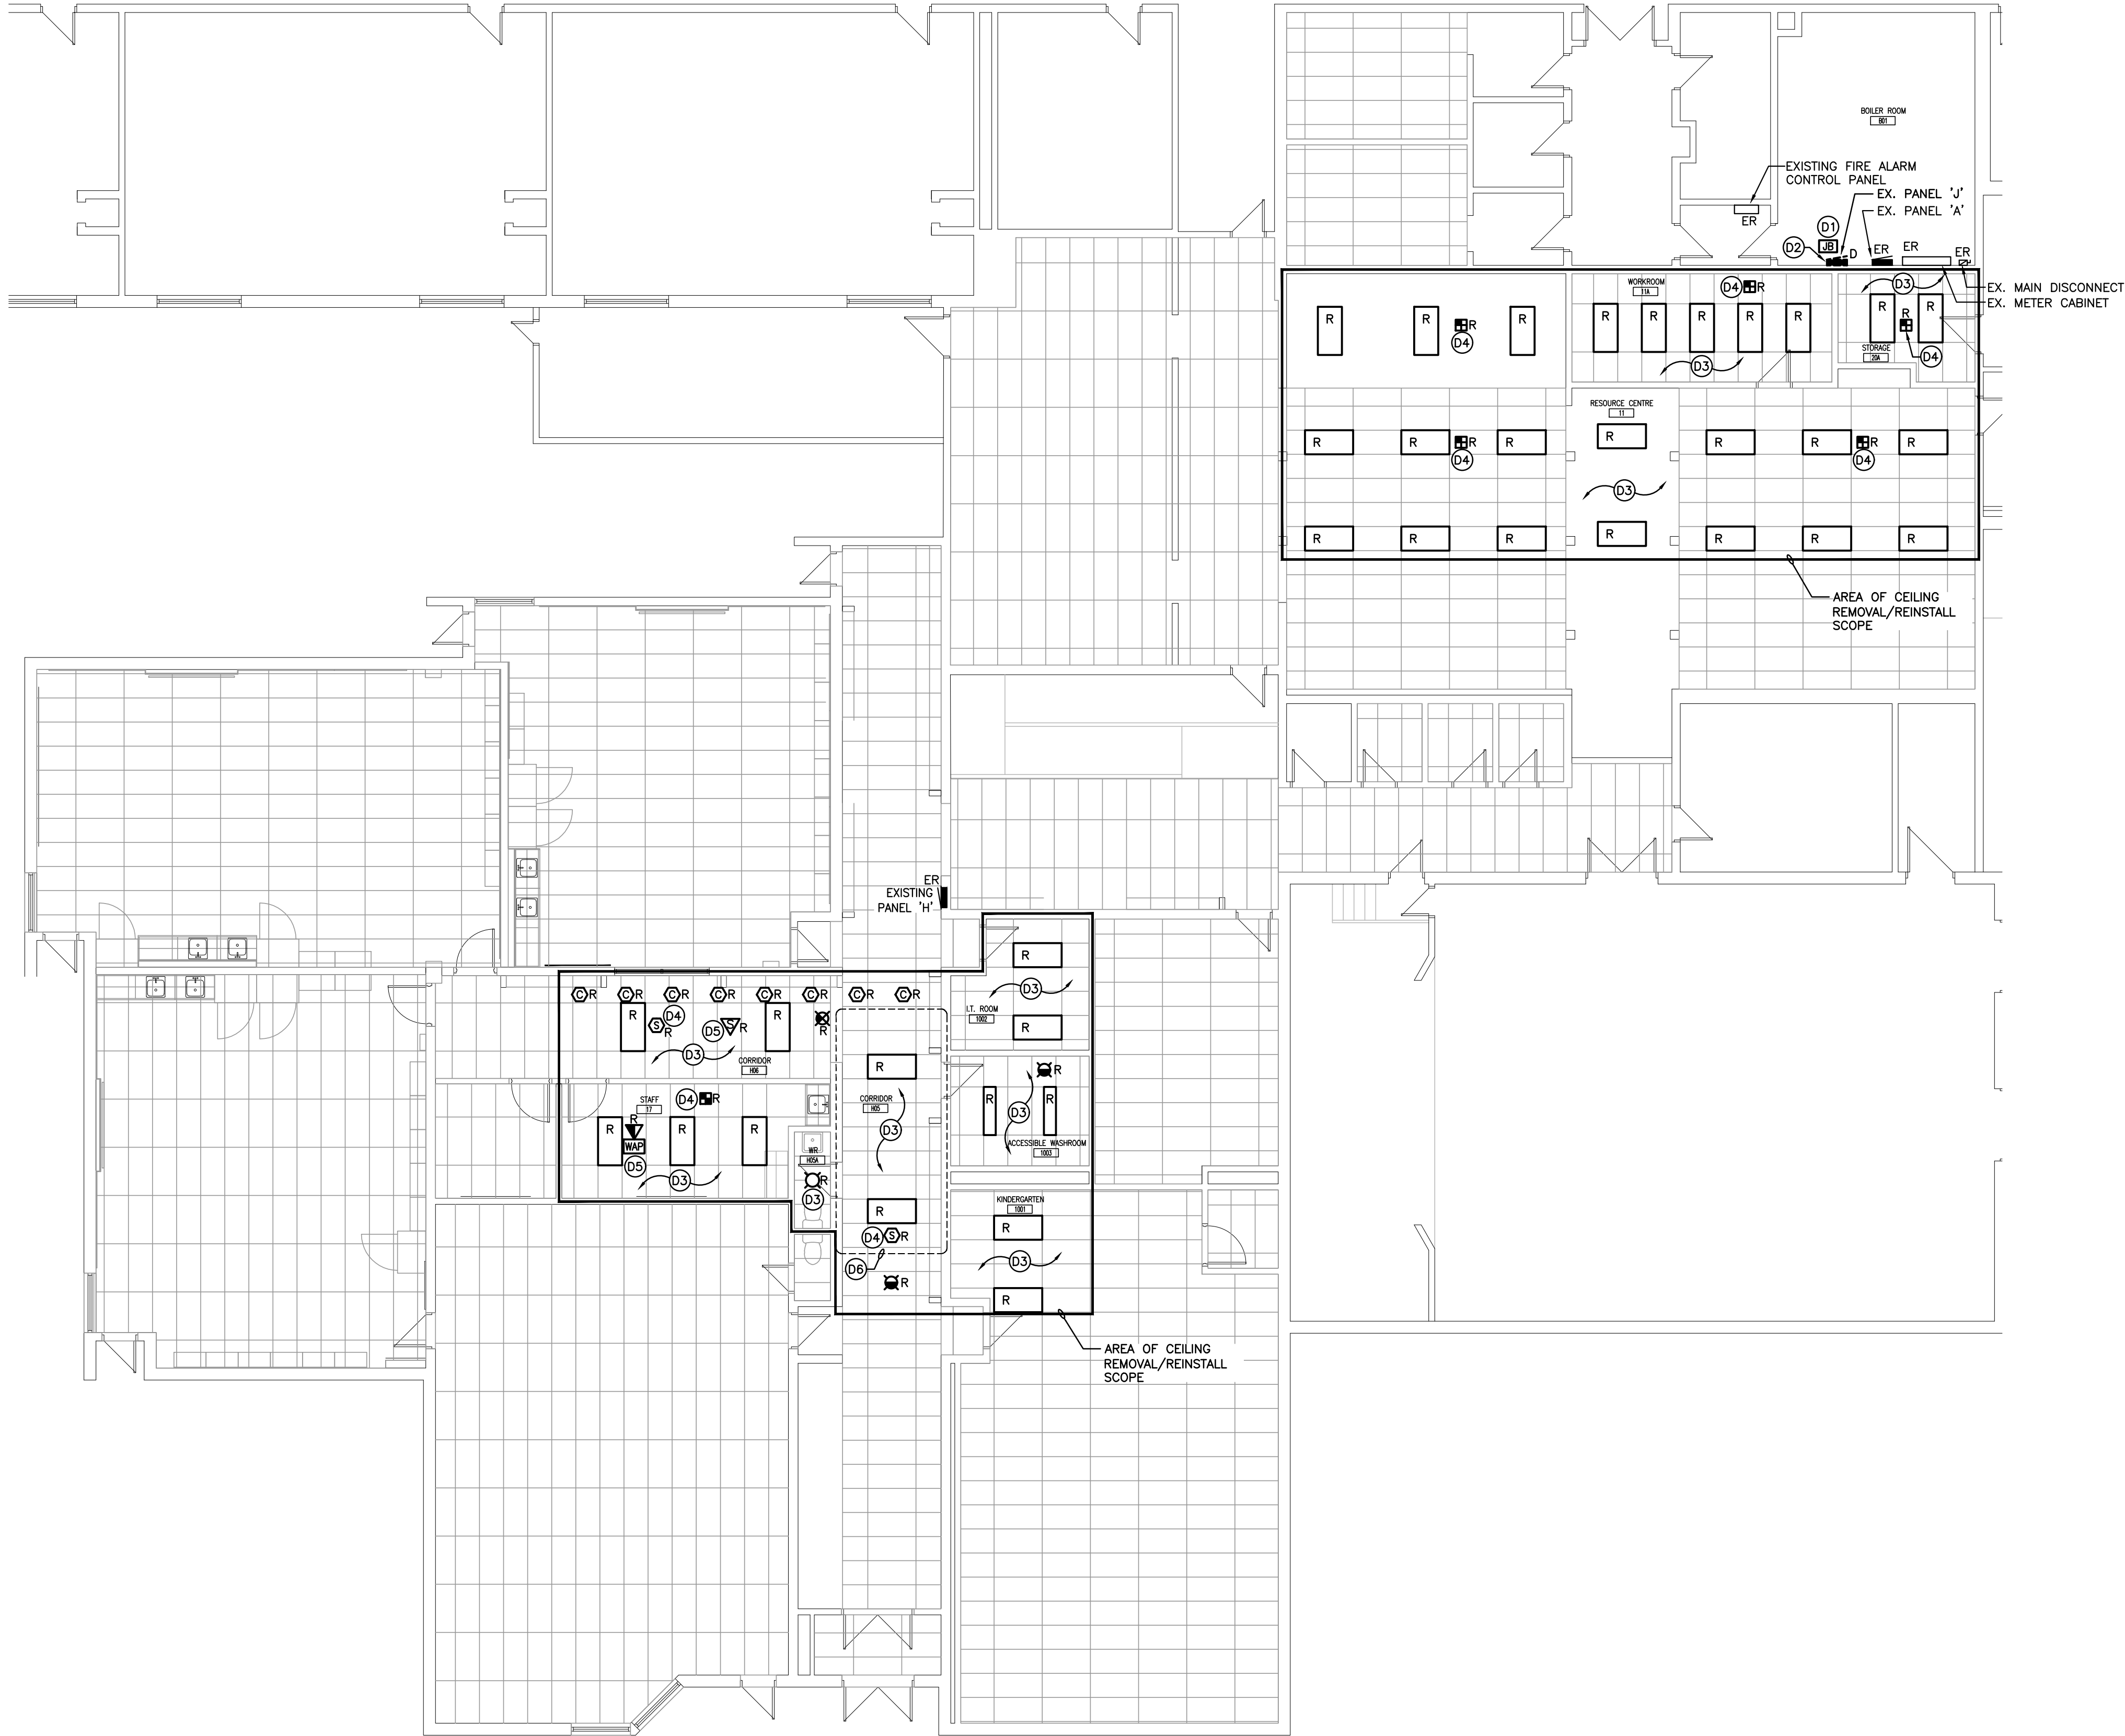 BOILER ROOM
B01
EXISTING FIRE ALARM
CONTROL PANEL
EX. PANEL 'J'
EX. PANEL 'A'
ER
D1
JB
D2
D
ER
ER
ER
EX. MAIN DISCONNECT
EX. METER CABINET
WORKROOM
11A
D4
R
D3
R
R
R
R
R
R
R
R
D4
R
R
R
R
R
R
D3
STORAGE
20A
D4
RESOURCE CENTRE
11
R
R
R
R
R
D4
R
R
R
R
R
D4
D3
R
R
R
R
R
R
R
AREA OF CEILING
REMOVAL/REINSTALL
SCOPE
ER
EXISTING
PANEL 'H'
R
D3
R
I.T. ROOM
1002
C R
C R
C R
C R
C R
C R
C R
C R
R
D4
S
R
D5
S
R
R
R
D3
CORRIDOR
H06
R
STAFF
17
D4
R
CORRIDOR
H05
D3
R
R
R
R
R
WAP
D5
D3
WR
H05A
R
D3
R
R
R
D3
ACCESSIBLE WASHROOM
1003
KINDERGARTEN
1001
R
R
D4
S
R
D6
R
D3
R
AREA OF CEILING
REMOVAL/REINSTALL
SCOPE